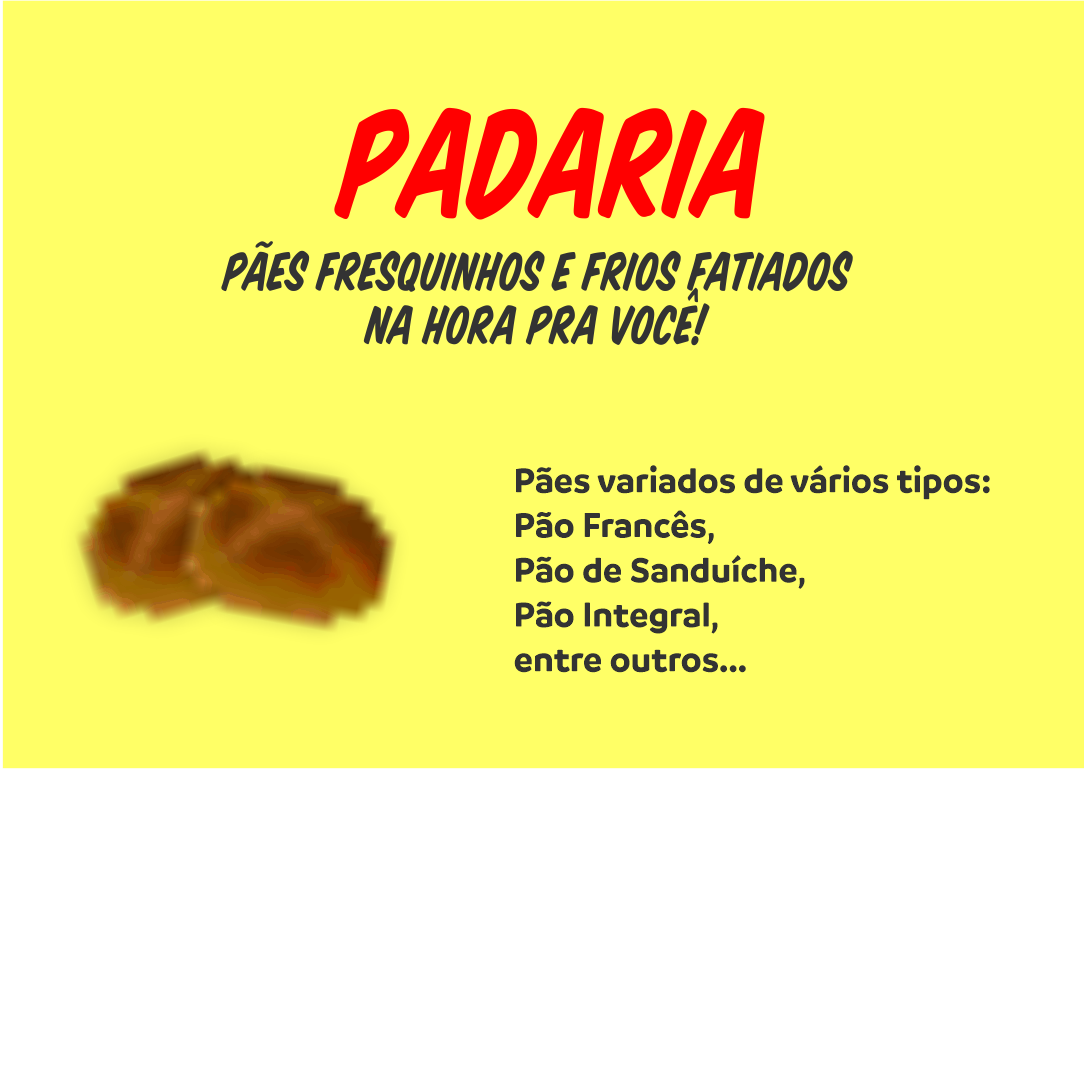 PADARIA
PÃES FRESQUINHOS E FRIOS FATIADOS
NA HORA PRA VOCÊ!
Pães variados de vários tipos:
Pão Francês,
Pão de Sanduíche,
Pão Integral,
entre outros...